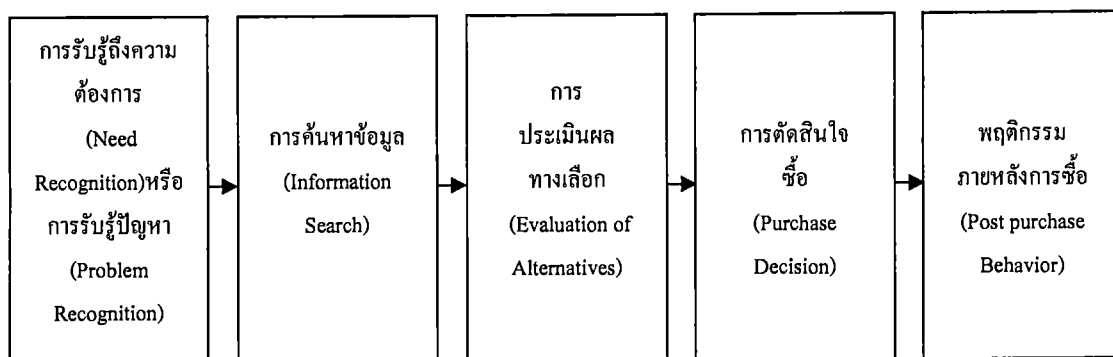 การรับรู้ถึงความ
ต้องการ
(Need
Recognition)หรือ
การรับรู้ปัญหา
(Problem
Recognition)
การค้นหาข้อมูล
(Information
Search)
การ
ประเมินผล
ทางเลือก
(Evaluation of
Alternatives)
การตัดสินใจ
ซื้อ
(Purchase
Decision)
พฤติกรรม
ภายหลังการซื้อ
(Post purchase
Behavior)